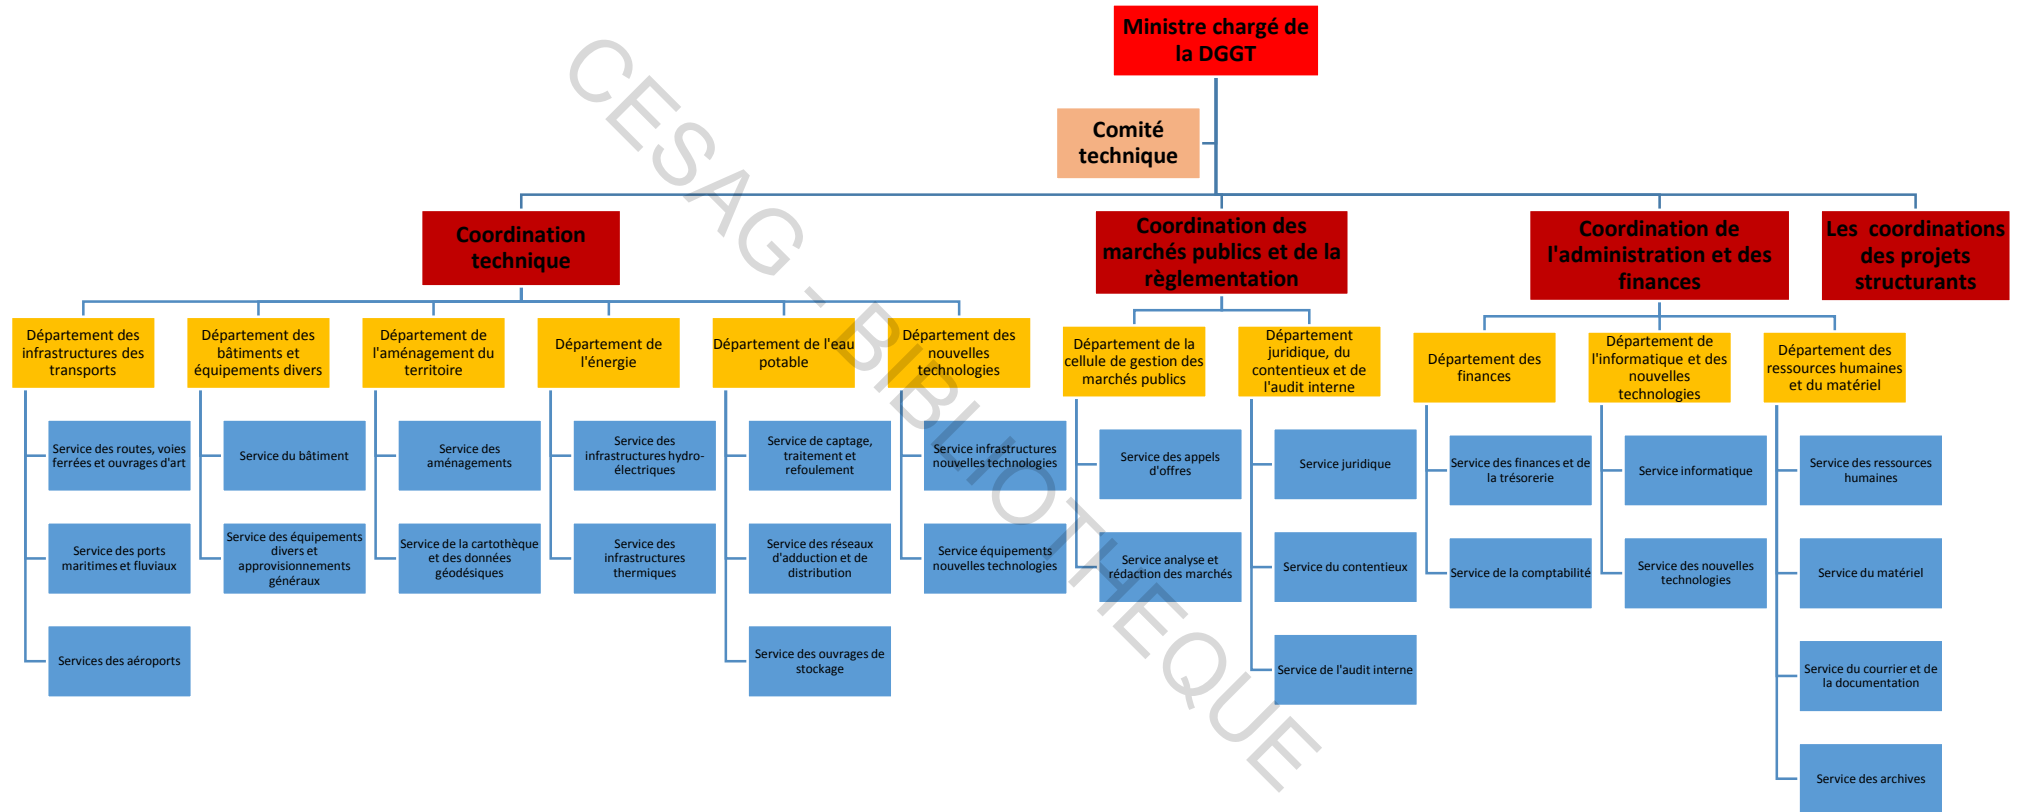 Ministre chargé de
la DGGT
Comité
technique
Coordination
technique
Coordination des
marchés publics et de la
règlementation
Coordination de
l'administration et des
finances
Les coordinations
des projets
structurants
Département des
infrastructures des
transports
Département des
bâtiments et
équipements divers
Département de
l'aménagement du
territoire
Département de
l'énergie
Département de l'eau
potable
Département des
nouvelles
technologies
Département de la
cellule de gestion des
marchés publics
Département
juridique, du
contentieux et de
l'audit interne
Département des
finances
Département de
l'informatique et des
nouvelles
technologies
Département des
ressources humaines
et du matériel
Service des routes, voies
ferrées et ouvrages d'art
Service du bâtiment
Service des
aménagements
Service des
infrastructures hydro-
électriques
Service de captage,
traitement et
refoulement
Service infrastructures
nouvelles technologies
Service des appels
d'offres
Service juridique
Service des finances et de
la trésorerie
Service informatique
Service des ressources
humaines
Service des ports
maritimes et fluviaux
Service des équipements
divers et
approvisionnements
généraux
Service de la cartothèque
et des données
géodésiques
Service des
infrastructures
thermiques
Service des réseaux
d'adduction et de
distribution
Service équipements
nouvelles technologies
Service analyse et
rédaction des marchés
Service du contentieux
Service de la comptabilité
Service des nouvelles
technologies
Service du matériel
Services des aéroports
Service des ouvrages de
stockage
Service de l'audit interne
Service du courrier et de
la documentation
Service des archives
CESAG - BIBLIOTHEQUE